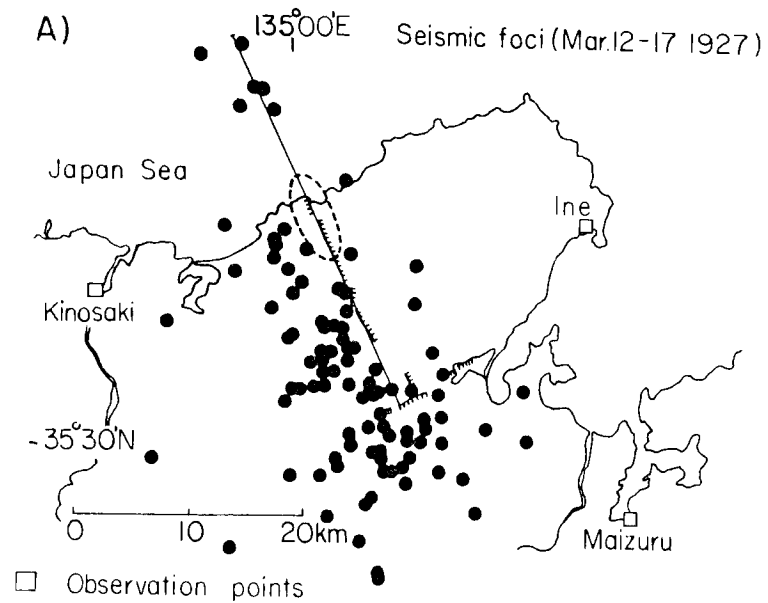 A)
135°00'E
Seismic foci (Mar. 12-17 1927)
Japan Sea
Ine
Kinosaki
-35°30'N
0 20km
Maizuru
□ Observation points